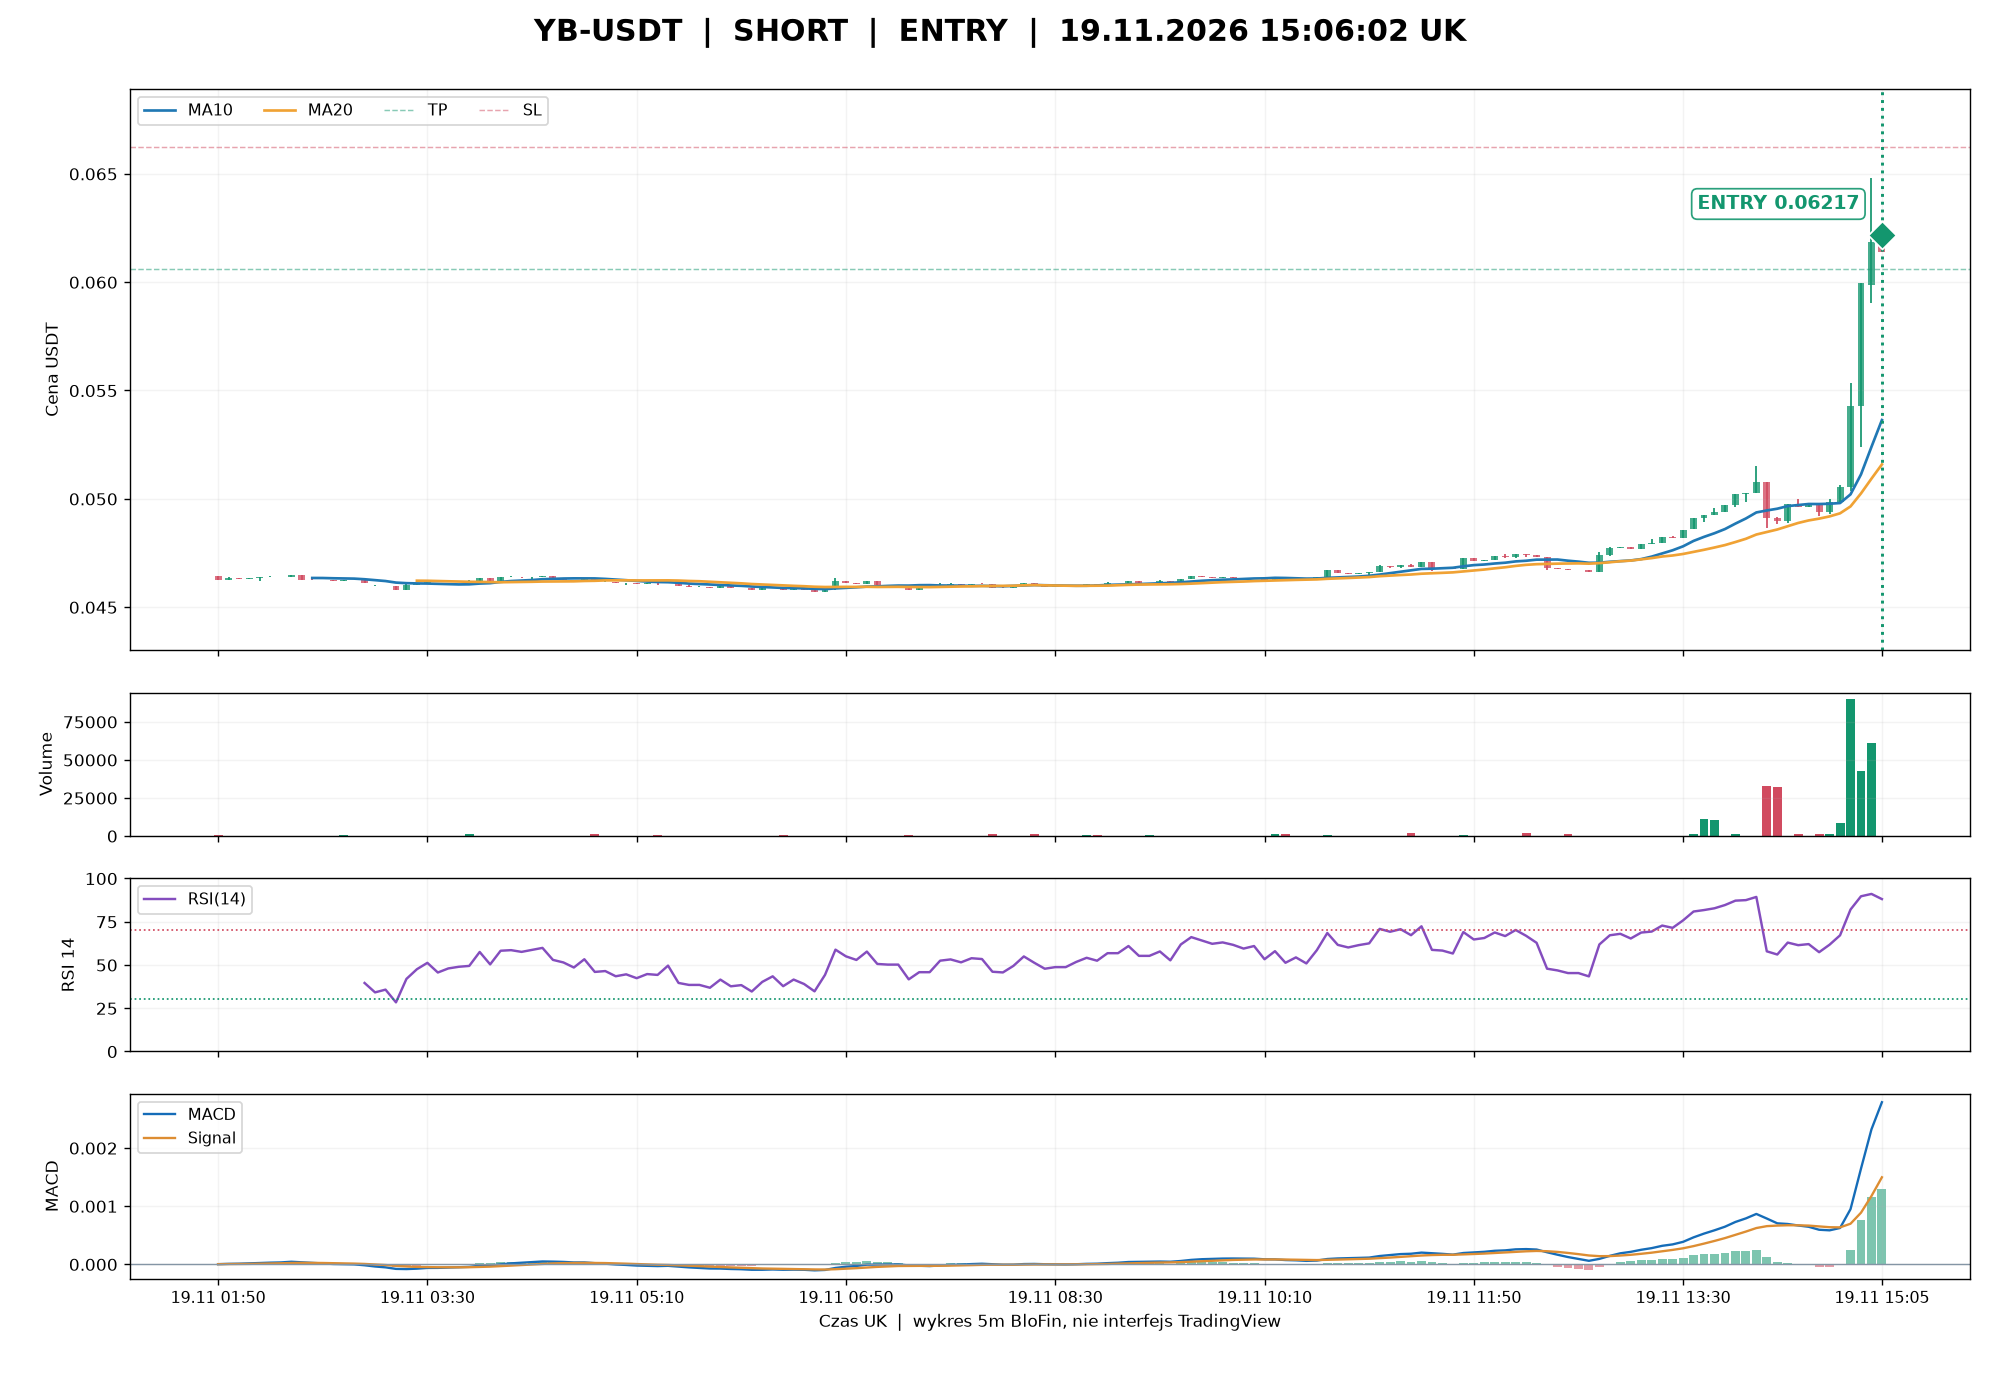 YB-USDT | SHORT | ENTRY | 19.11.2026 15:06:02 UK
MA10 MA20 TP SL
ENTRY 0.06217
0.065
0.060
0.055
0.050
0.045
Cena USDT
75000
50000
25000
0
Volume
RSI(14)
100
75
50
25
0
RSI 14
MACD
Signal
0.002
0.001
0.000
MACD
19.11 01:50 19.11 03:30 19.11 05:10 19.11 06:50 19.11 08:30 19.11 10:10 19.11 11:50 19.11 13:30 19.11 15:05
Czas UK | wykres 5m BloFin, nie interfejs TradingView